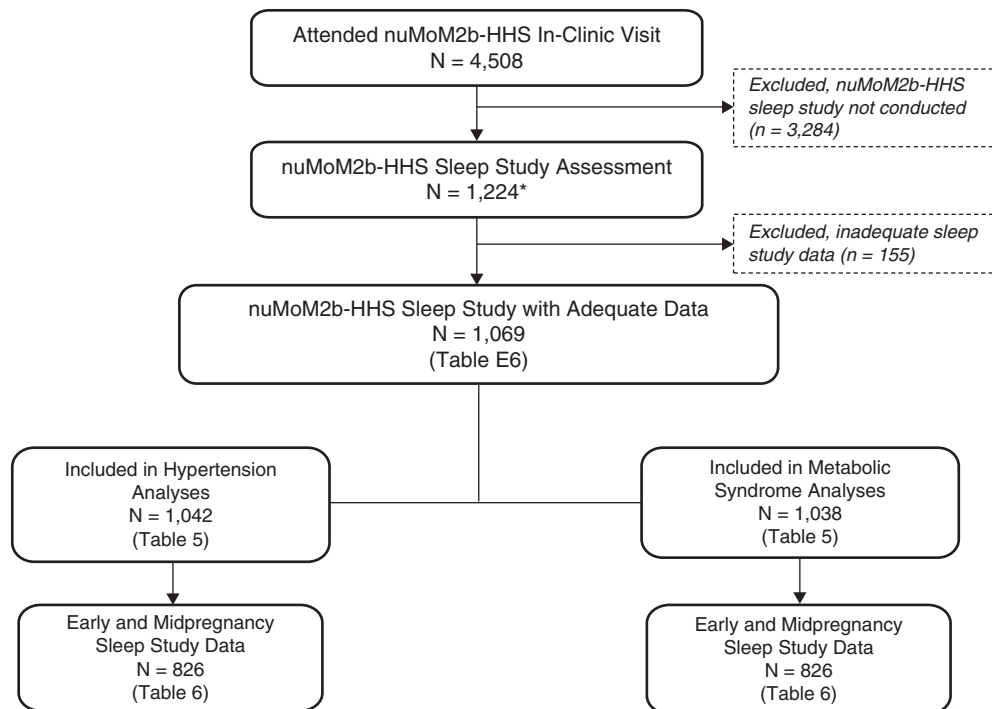 Attended nuMoM2b-HHS In-Clinic Visit
N = 4,508
Excluded, nuMoM2b-HHS
sleep study not conducted
(n = 3,284)
nuMoM2b-HHS Sleep Study Assessment
N = 1,224*
Excluded, inadequate sleep
study data (n = 155)
nuMoM2b-HHS Sleep Study with Adequate Data
N = 1,069
(Table E6)
Included in Hypertension
Analyses
N = 1,042
(Table 5)
Included in Metabolic
Syndrome Analyses
N = 1,038
(Table 5)
Early and Midpregnancy
Sleep Study Data
N = 826
(Table 6)
Early and Midpregnancy
Sleep Study Data
N = 826
(Table 6)